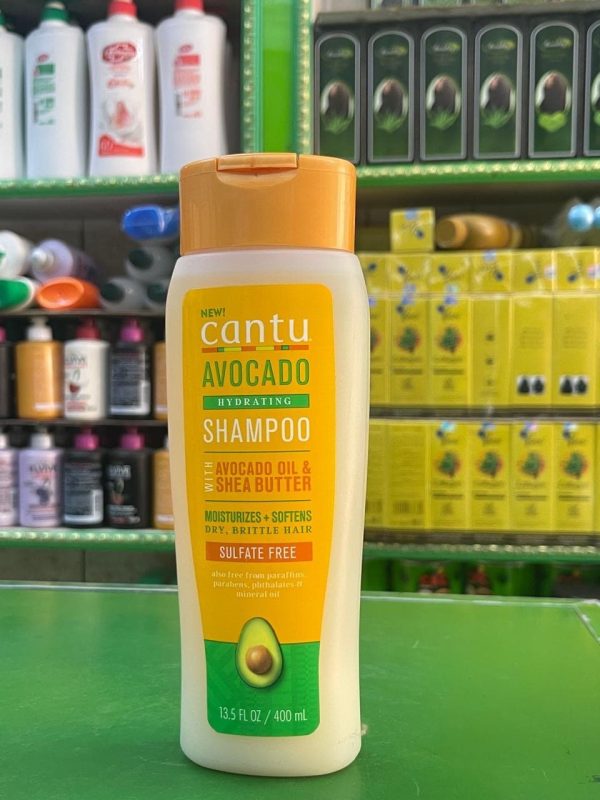 NEW!
cantu
AVOCADO
HYDRATING
SHAMPOO
WITH AVOCADO OIL &
SHEA BUTTER
MOISTURIZES + SOFTENS
DRY, BRITTLE HAIR
SULFATE FREE
also free from paraffins,
parabens, phthalates &
mineral oil
13.5 FL OZ / 400 mL